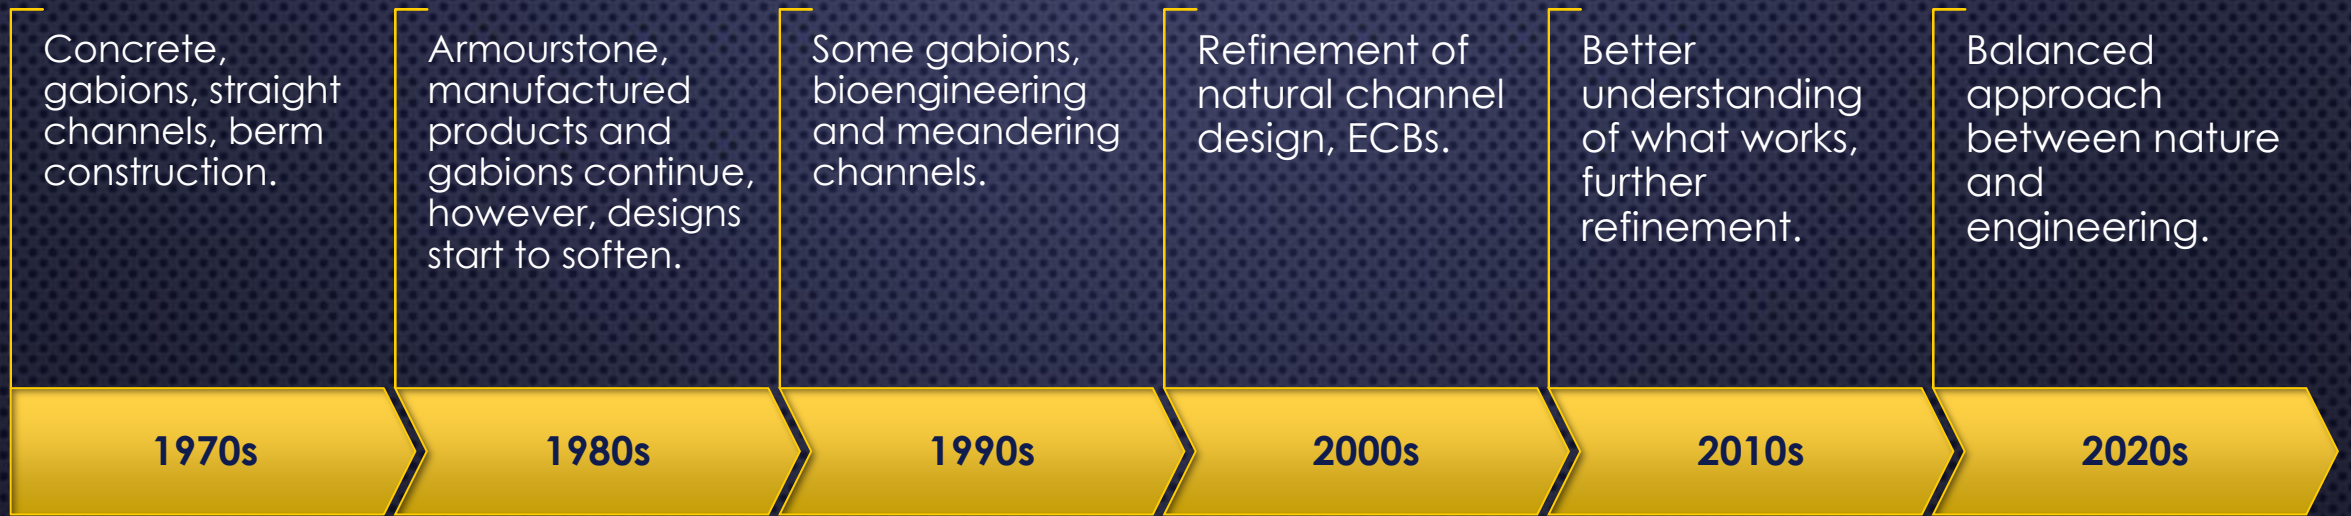 Concrete,
gabions, straight
channels, berm
construction.
Armourstone,
manufactured
products and
gabions continue,
however, designs
start to soften.
Some gabions,
bioengineering
and meandering
channels.
Refinement of
natural channel
design, ECBs.
Better
understanding
of what works,
further
refinement.
Balanced
approach
between nature
and
engineering.
1970s
1980s
1990s
2000s
2010s
2020s